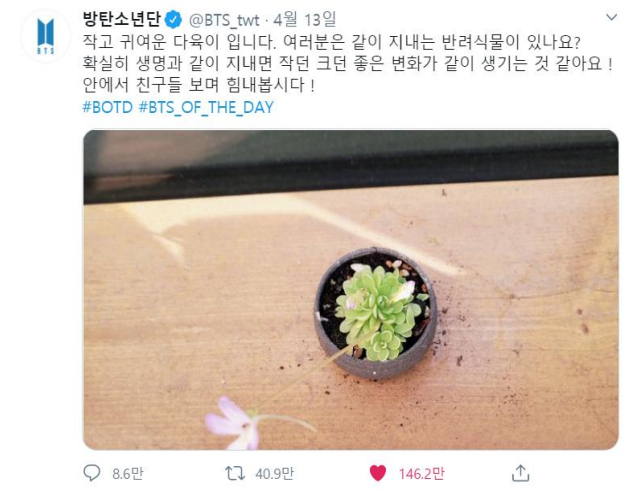 방탄소년단 @BTS_twt · 4월 13일
작고 귀여운 다육이 입니다. 여러분은 같이 지내는 반려식물이 있나요?
확실히 생명과 같이 지내면 작던 크던 좋은 변화가 같이 생기는 것 같아요 !
안에서 친구들 보며 힘내봅시다 !
#BOTD #BTS_OF_THE_DAY
BTS
8.6만 40.9만 146.2만